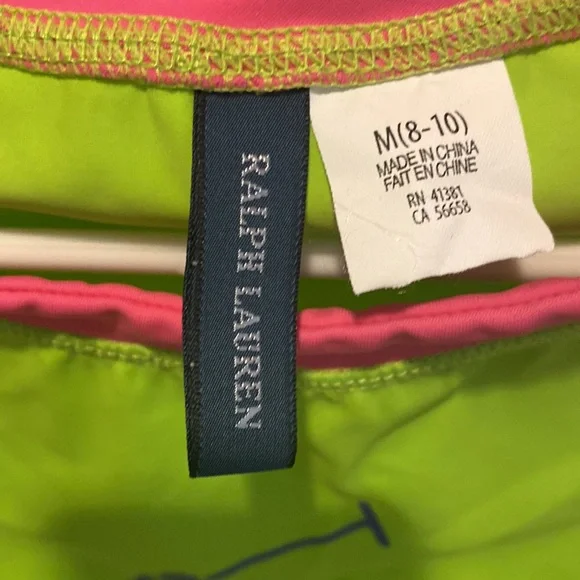 RALPH LAUREN
M(8-10)
MADE IN CHINA
FAIT EN CHINE
RN 41381
CA 56658